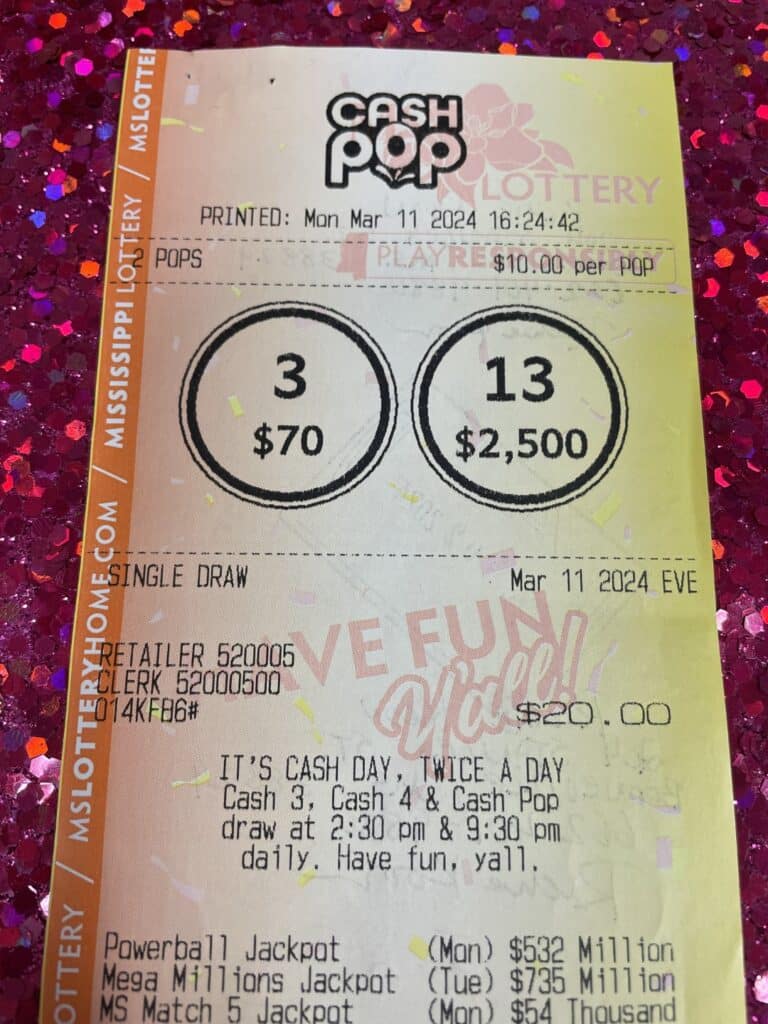 CASH
POP
LOTTERY
PRINTED: Mon Mar 11 2024 16:24:42
PLAY RESPONSIBLY
2 POPS $10.00 per POP
3 13
$70 $2,500
SINGLE DRAW Mar 11 2024 EVE
HAVE FUN
Y'all!
RETAILER 520005
CLERK 52000500
014KFB6# $20.00
IT'S CASH DAY, TWICE A DAY
Cash 3, Cash 4 & Cash Pop
draw at 2:30 pm & 9:30 pm
daily. Have fun, yall.
Powerball Jackpot (Mon) $532 Million
Mega Millions Jackpot (Tue) $735 Million
MS Match 5 Jackpot (Mon) $54 Thousand
OTTERY / MSLOTTERYHOME.COM / MISSISSIPPI LOTTERY / MSLOTTE